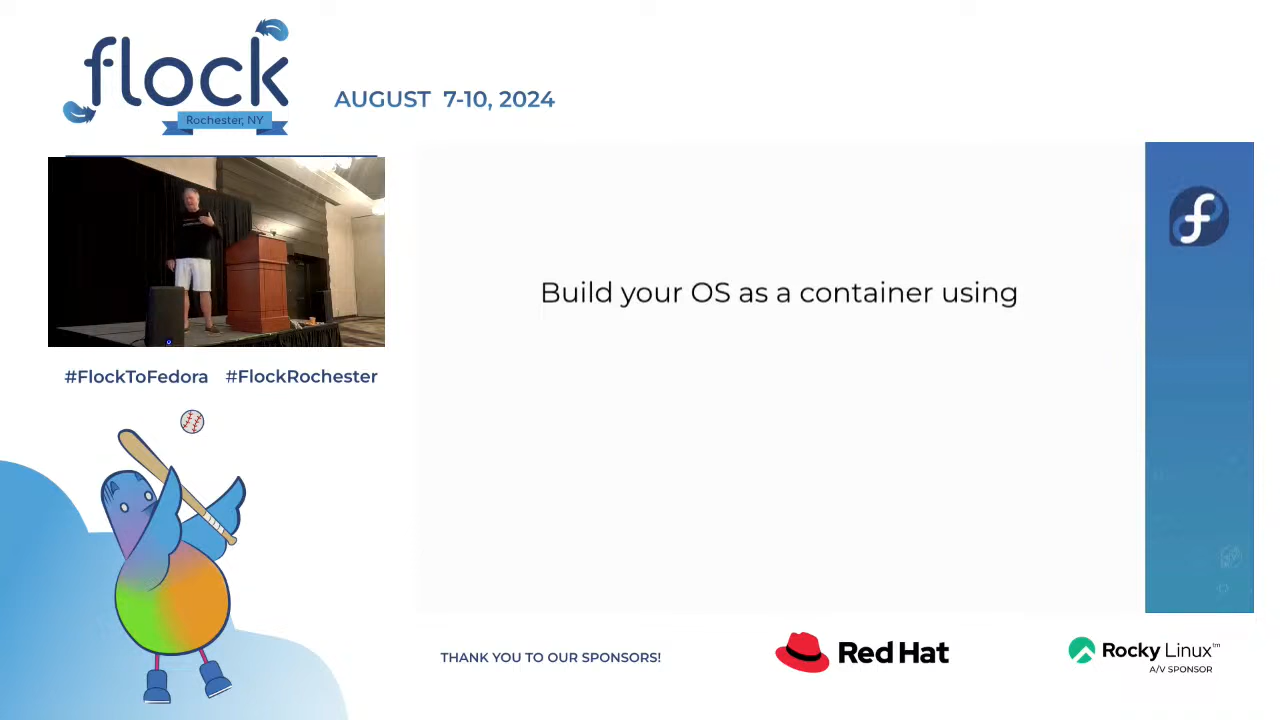 flock
Rochester, NY
AUGUST 7-10, 2024
Build your OS as a container using
#FlockToFedora #FlockRochester
THANK YOU TO OUR SPONSORS!
Red Hat
Rocky Linux™
A/V SPONSOR